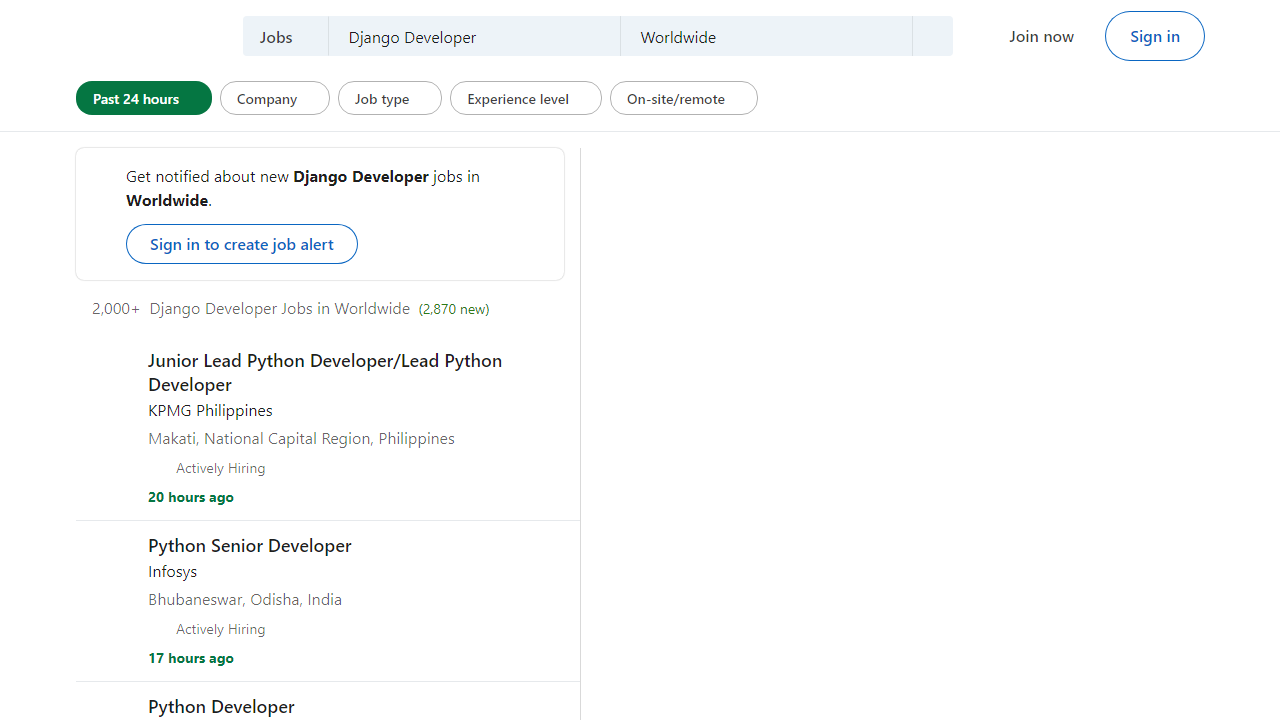 Jobs
Django Developer
Worldwide
Join now
Sign in
Past 24 hours
Company
Job type
Experience level
On-site/remote
Get notified about new Django Developer jobs in
Worldwide.
Sign in to create job alert
2,000+ Django Developer Jobs in Worldwide (2,870 new)
Junior Lead Python Developer/Lead Python
Developer
KPMG Philippines
Makati, National Capital Region, Philippines
Actively Hiring
20 hours ago
Python Senior Developer
Infosys
Bhubaneswar, Odisha, India
Actively Hiring
17 hours ago
Python Developer